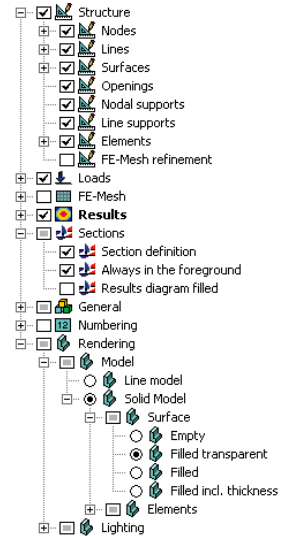 Structure
Nodes
Lines
Surfaces
Openings
Nodal supports
Line supports
Elements
FE-Mesh refinement
Loads
FE-Mesh
Results
Sections
Section definition
Always in the foreground
Results diagram filled
General
12 Numbering
Rendering
Model
Line model
Solid Model
Surface
Empty
Filled transparent
Filled
Filled incl. thickness
Elements
Lighting